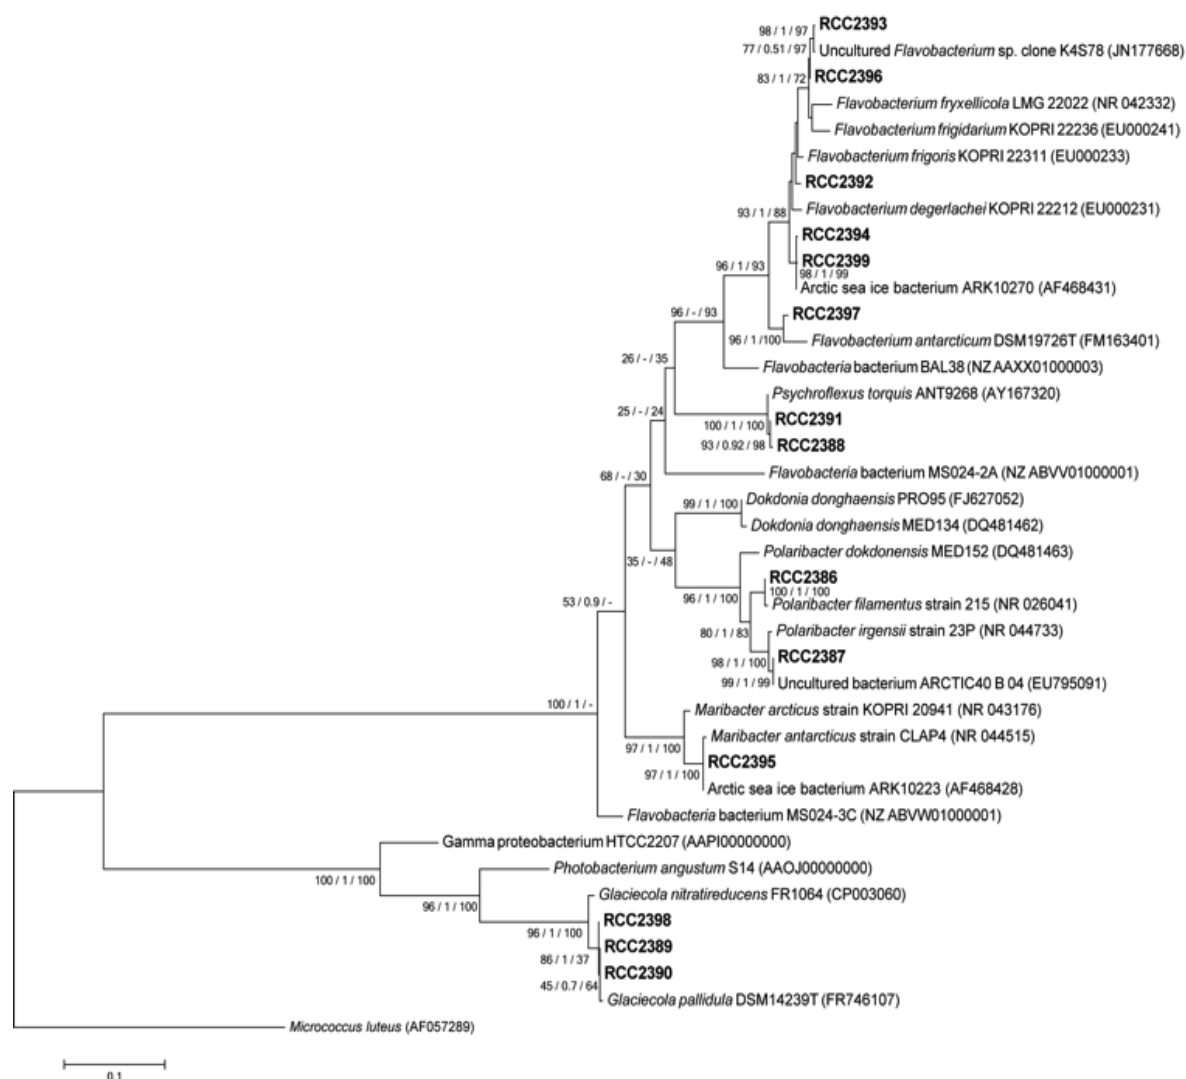 RCC2393
98 / 1 / 97
77 / 0.51 / 97
Uncultured Flavobacterium sp. clone K4S78 (JN177668)
83 / 1 / 72
RCC2396
Flavobacterium fryxellicola LMG 22022 (NR 042332)
Flavobacterium frigidarium KOPRI 22236 (EU000241)
Flavobacterium frigoris KOPRI 22311 (EU000233)
RCC2392
93 / 1 / 88
Flavobacterium degerlachei KOPRI 22212 (EU000231)
RCC2394
RCC2399
96 / 1 / 93
98 / 1 / 99
Arctic sea ice bacterium ARK10270 (AF468431)
96 / - / 93
RCC2397
96 / 1 /100
Flavobacterium antarcticum DSM19726T (FM163401)
26 / - / 35
Flavobacteria bacterium BAL38 (NZ AAXX01000003)
Psychroflexus torquis ANT9268 (AY167320)
25 / - / 24
RCC2391
100 / 1 / 100
93 / 0.92 / 98
RCC2388
68 / - / 30
Flavobacteria bacterium MS024-2A (NZ ABVV01000001)
99 / 1 / 100
Dokdonia donghaensis PRO95 (FJ627052)
Dokdonia donghaensis MED134 (DQ481462)
35 / - / 48
Polaribacter dokdonensis MED152 (DQ481463)
RCC2386
100 / 1 / 100
53 / 0.9 / -
96 / 1 / 100
Polaribacter filamentus strain 215 (NR 026041)
80 / 1 / 83
Polaribacter irgensii strain 23P (NR 044733)
98 / 1 / 100
RCC2387
99 / 1 / 99
Uncultured bacterium ARCTIC40 B 04 (EU795091)
100 / 1 / -
Maribacter arcticus strain KOPRI 20941 (NR 043176)
Maribacter antarcticus strain CLAP4 (NR 044515)
97 / 1 / 100
RCC2395
97 / 1 / 100
Arctic sea ice bacterium ARK10223 (AF468428)
Flavobacteria bacterium MS024-3C (NZ ABVW01000001)
Gamma proteobacterium HTCC2207 (AAPI00000000)
100 / 1 / 100
Photobacterium angustum S14 (AAOJ00000000)
96 / 1 / 100
Glaciecola nitratireducens FR1064 (CP003060)
RCC2398
96 / 1 / 100
RCC2389
86 / 1 / 37
RCC2390
45 / 0.7 / 64
Glaciecola pallidula DSM14239T (FR746107)
Micrococcus luteus (AF057289)
0.1